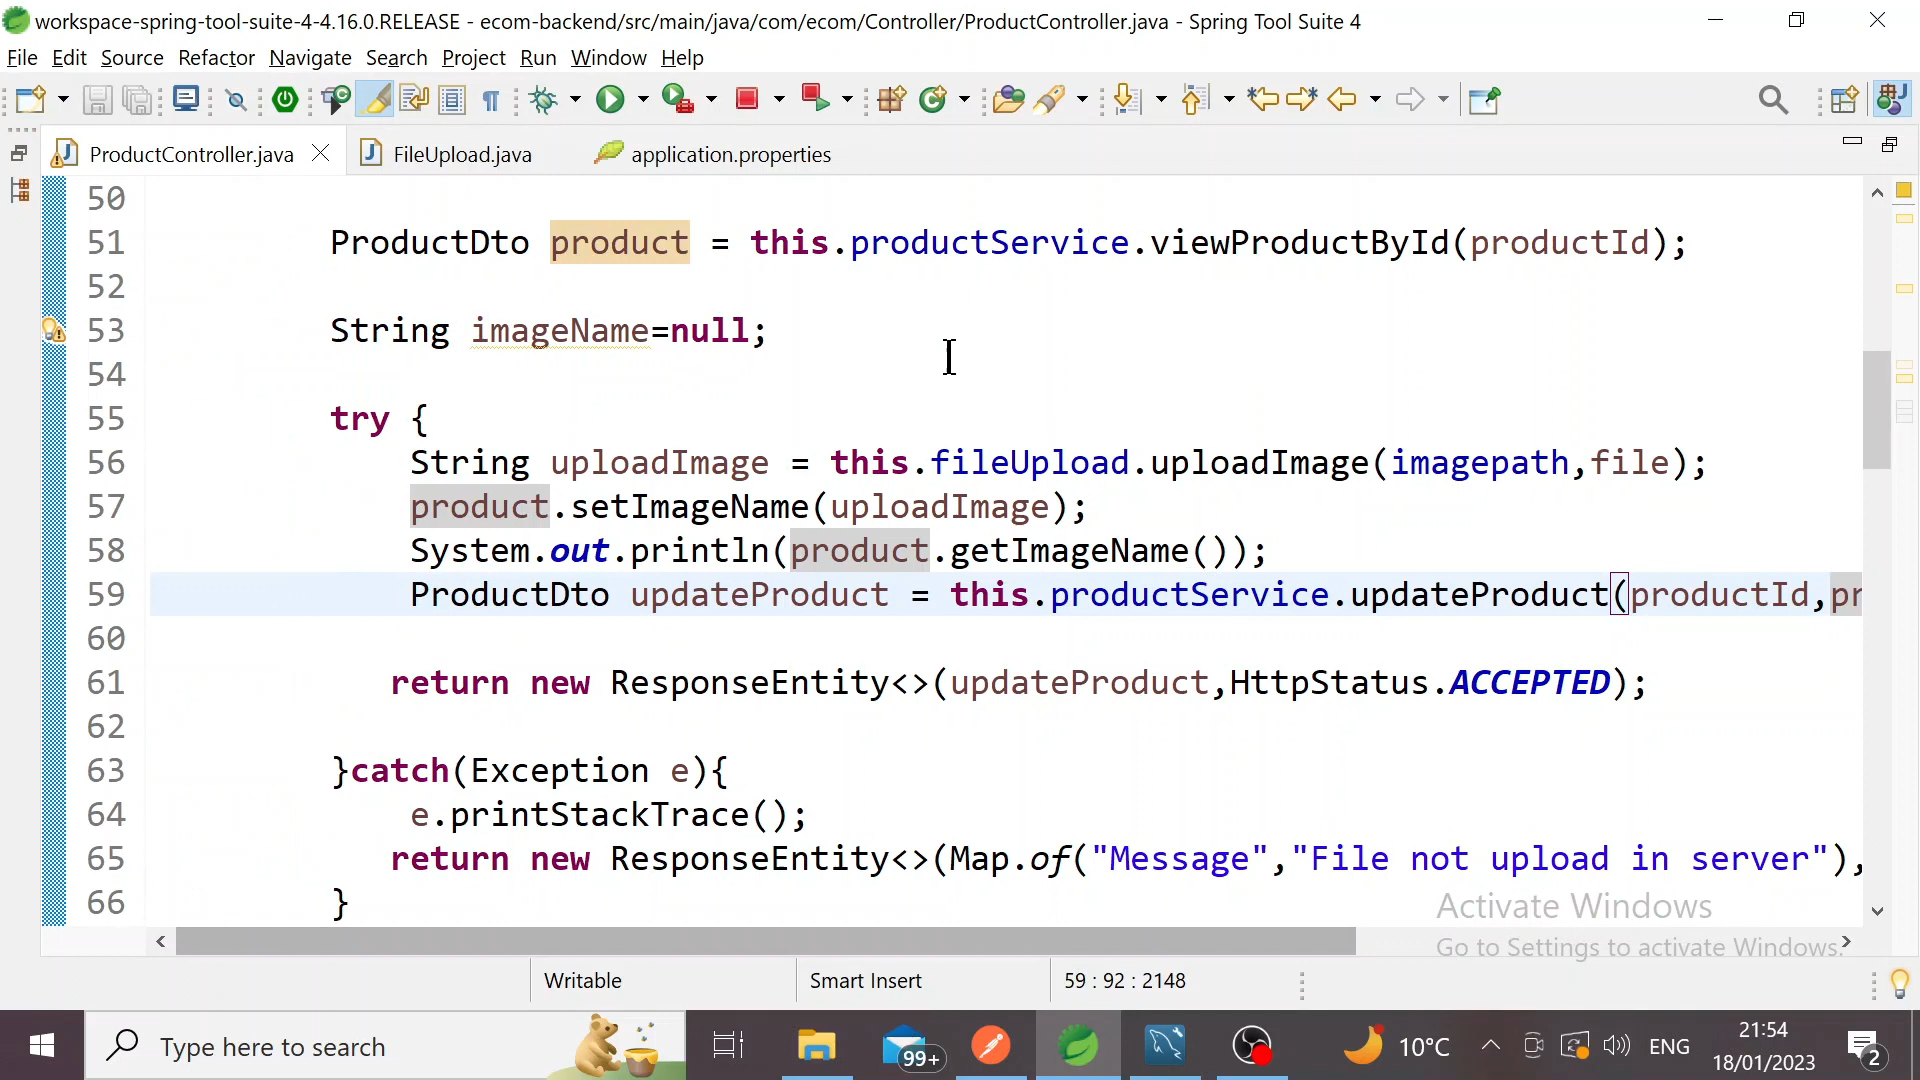 workspace-spring-tool-suite-4-4.16.0.RELEASE - ecom-backend/src/main/java/com/ecom/Controller/ProductController.java - Spring Tool Suite 4
File Edit Source Refactor Navigate Search Project Run Window Help
ProductController.java FileUpload.java application.properties
50
51 ProductDto product = this.productService.viewProductById(productId);
52
53 String imageName=null;
54
55 try {
56 String uploadImage = this.fileUpload.uploadImage(imagepath,file);
57 product.setImageName(uploadImage);
58 System.out.println(product.getImageName());
59 ProductDto updateProduct = this.productService.updateProduct(productId,pr
60
61 return new ResponseEntity<>(updateProduct,HttpStatus.ACCEPTED);
62
63 }catch(Exception e){
64 e.printStackTrace();
65 return new ResponseEntity<>(Map.of("Message","File not upload in server"),
66 }
Activate Windows
Go to Settings to activate Windows.
Writable Smart Insert 59 : 92 : 2148
Type here to search 99+ 10°C ENG 21:54
18/01/2023 2